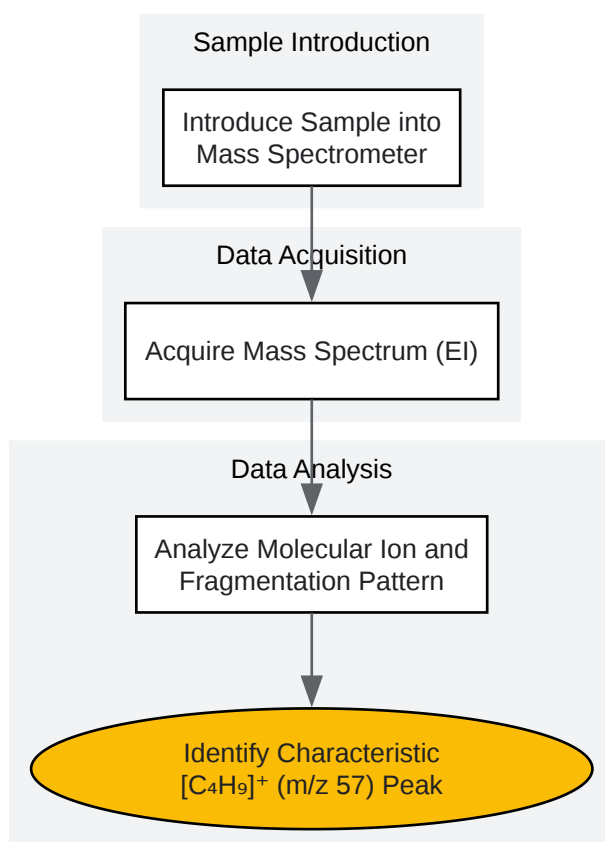 Sample Introduction
Introduce Sample into
Mass Spectrometer
Data Acquisition
Acquire Mass Spectrum (EI)
Data Analysis
Analyze Molecular Ion and
Fragmentation Pattern
Identify Characteristic
[C₄H₉]⁺ (m/z 57) Peak